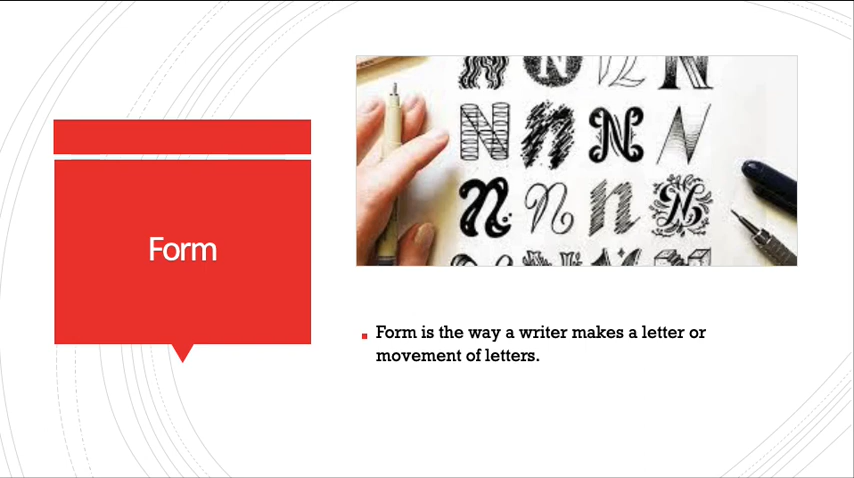 Form
N N N N
N n N N
n n n N
Form is the way a writer makes a letter or
movement of letters.